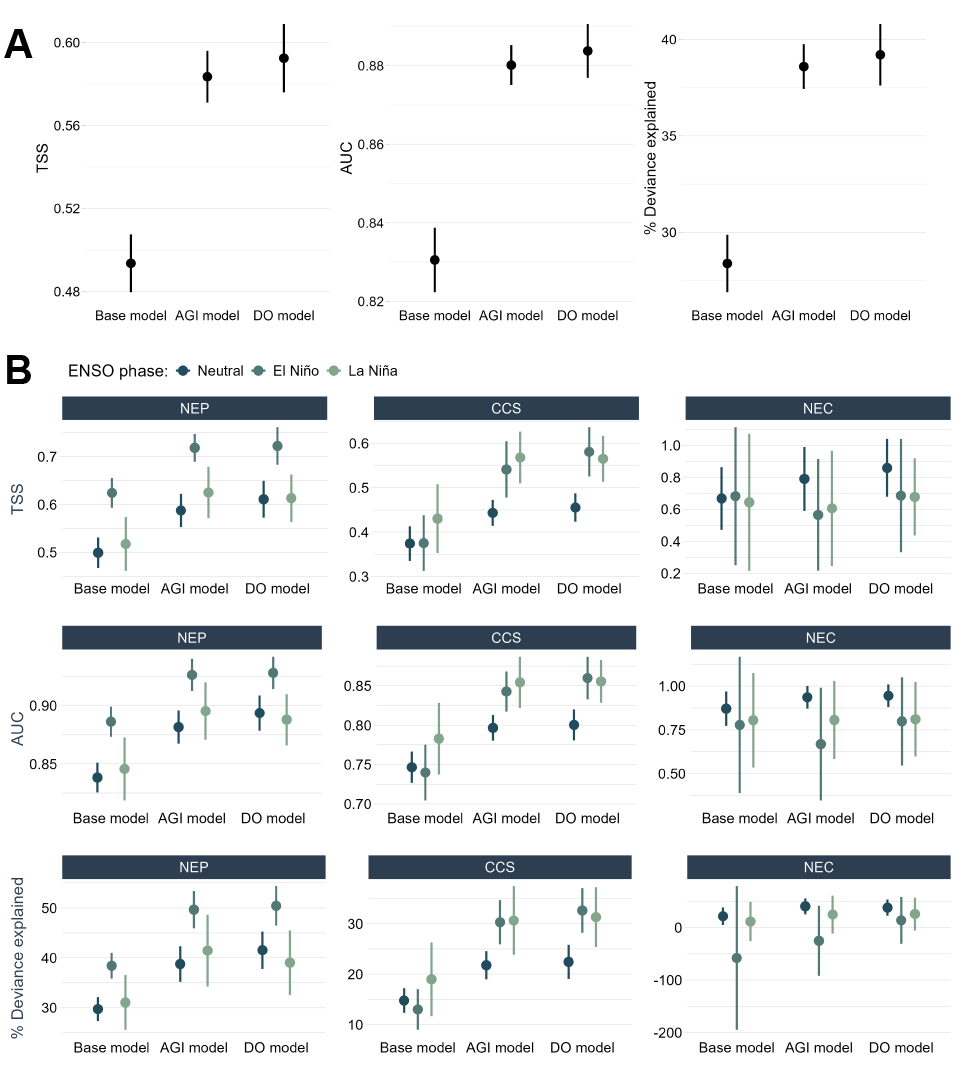 A
0.60
0.56
0.52
0.48
TSS
Base model AGI model DO model
0.88
0.86
0.84
0.82
AUC
Base model AGI model DO model
40
35
30
% Deviance explained
Base model AGI model DO model
B
ENSO phase: Neutral El Niño La Niña
NEP
0.7
0.6
0.5
TSS
Base model AGI model DO model
CCS
0.6
0.5
0.4
0.3
Base model AGI model DO model
NEC
1.0
0.8
0.6
0.4
0.2
Base model AGI model DO model
NEP
0.90
0.85
AUC
Base model AGI model DO model
CCS
0.85
0.80
0.75
0.70
Base model AGI model DO model
NEC
1.00
0.75
0.50
Base model AGI model DO model
NEP
50
40
30
% Deviance explained
Base model AGI model DO model
CCS
30
20
10
Base model AGI model DO model
NEC
0
-100
-200
Base model AGI model DO model